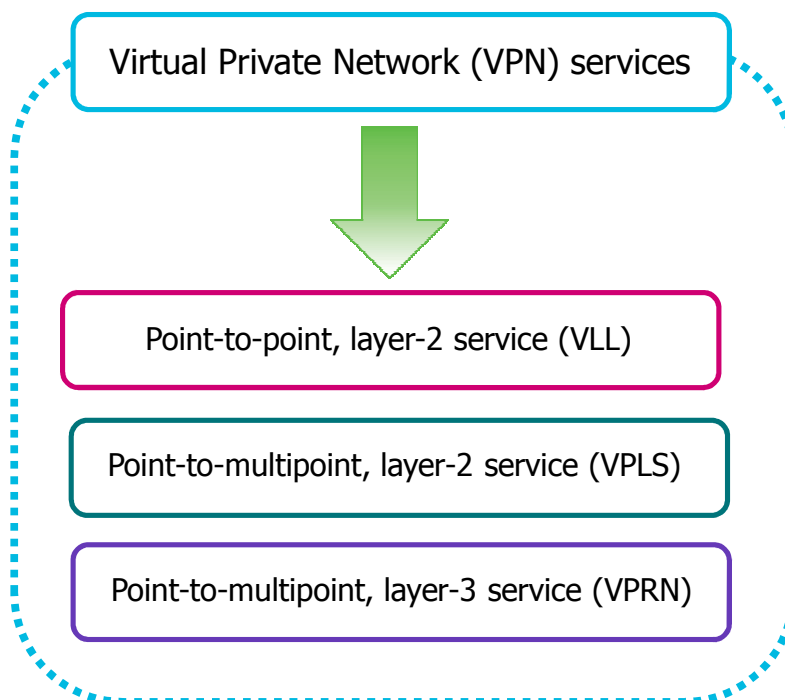 Virtual Private Network (VPN) services
Point-to-point, layer-2 service (VLL)
Point-to-multipoint, layer-2 service (VPLS)
Point-to-multipoint, layer-3 service (VPRN)